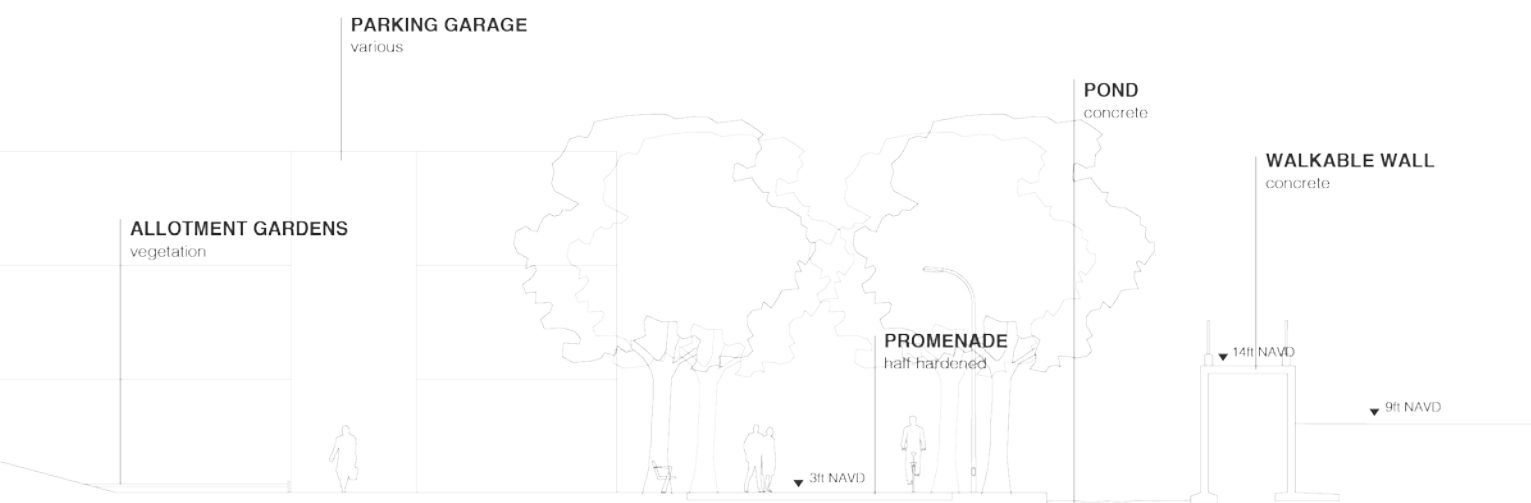 PARKING GARAGE
various
POND
concrete
WALKABLE WALL
concrete
ALLOTMENT GARDENS
vegetation
PROMENADE
half hardened
14ft NAVD
9ft NAVD
3ft NAVD